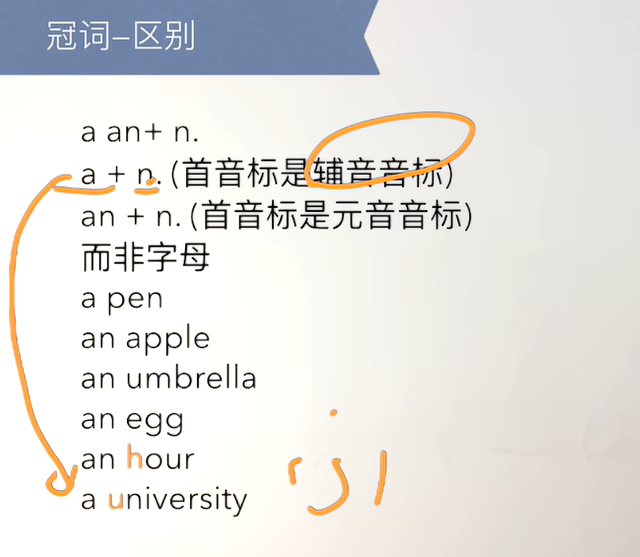 冠词–区别
a an+ n.
a + n. (首音标是辅音音标)
an + n. (首音标是元音音标)
而非字母
a pen
an apple
an umbrella
an egg
an hour
a university
'j /